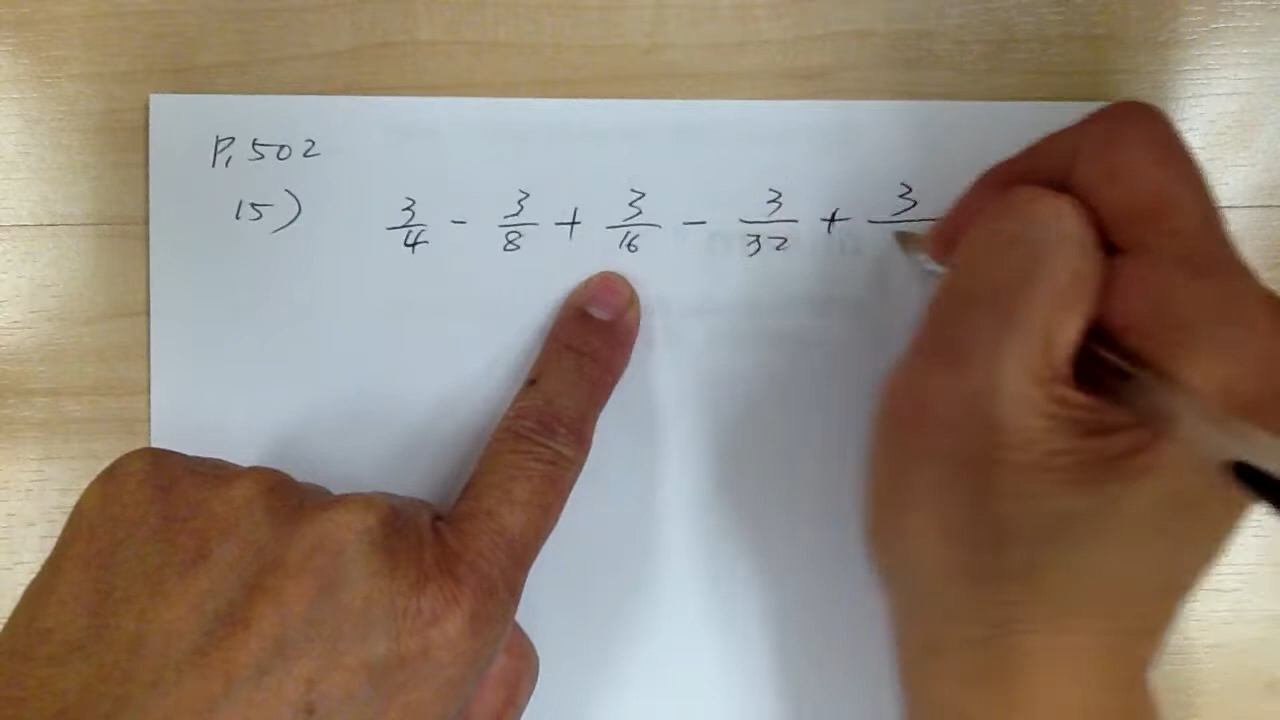 P, 502
15) 3/4 - 3/8 + 3/16 - 3/32 + 3/